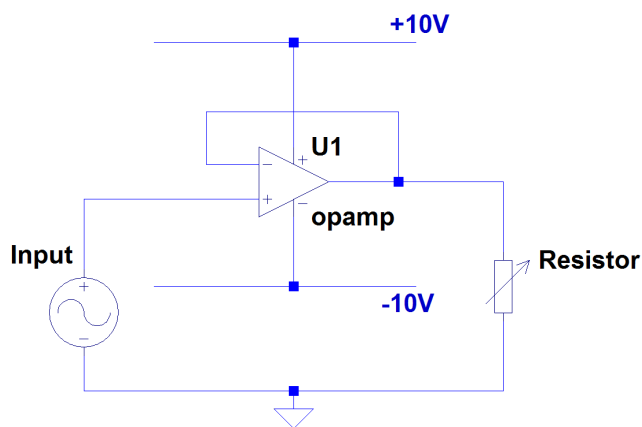 +10V
U1
opamp
Input
Resistor
-10V